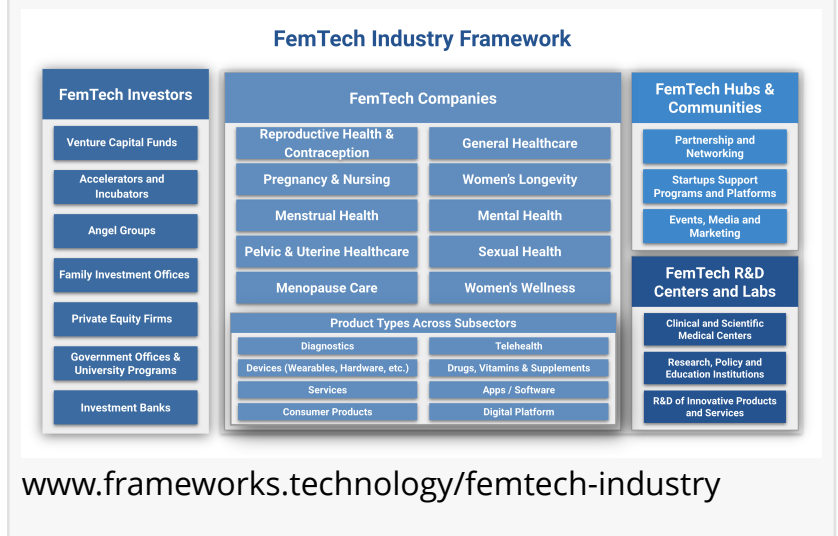 FemTech Industry Framework
FemTech Investors
Venture Capital Funds
Accelerators and
Incubators
Angel Groups
Family Investment Offices
Private Equity Firms
Government Offices &
University Programs
Investment Banks
FemTech Companies
Reproductive Health &
Contraception
General Healthcare
Pregnancy & Nursing
Women's Longevity
Menstrual Health
Mental Health
Pelvic & Uterine Healthcare
Sexual Health
Menopause Care
Women's Wellness
Product Types Across Subsectors
Diagnostics
Telehealth
Devices (Wearables, Hardware, etc.)
Drugs, Vitamins & Supplements
Services
Apps / Software
Consumer Products
Digital Platform
FemTech Hubs &
Communities
Partnership and
Networking
Startups Support
Programs and Platforms
Events, Media and
Marketing
FemTech R&D
Centers and Labs
Clinical and Scientific
Medical Centers
Research, Policy and
Education Institutions
R&D of Innovative Products
and Services
www.frameworks.technology/femtech-industry